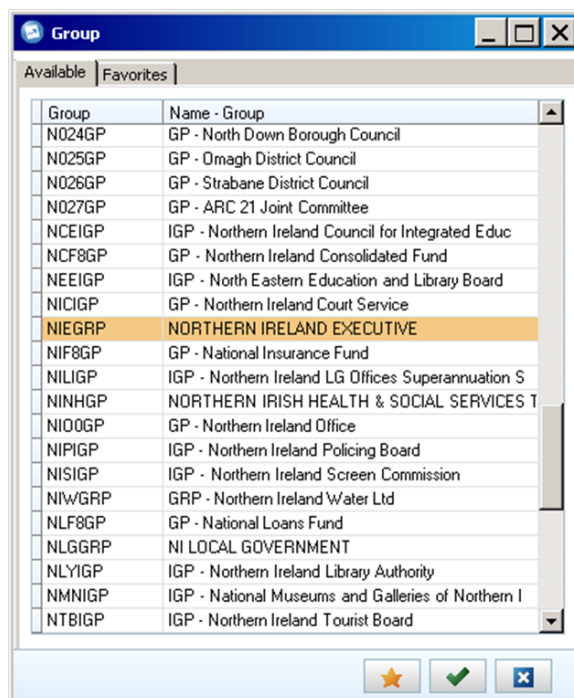 Group
Available Favorites
Group Name - Group
N024GP GP - North Down Borough Council
N025GP GP - Omagh District Council
N026GP GP - Strabane District Council
N027GP GP - ARC 21 Joint Committee
NCEIGP IGP - Northern Ireland Council for Integrated Educ
NCF8GP GP - Northern Ireland Consolidated Fund
NEEIGP IGP - North Eastern Education and Library Board
NICIGP GP - Northern Ireland Court Service
NIEGRP NORTHERN IRELAND EXECUTIVE
NIF8GP GP - National Insurance Fund
NILIGP IGP - Northern Ireland LG Offices Superannuation S
NINHGP NORTHERN IRISH HEALTH & SOCIAL SERVICES T
NIO0GP GP - Northern Ireland Office
NIPIGP IGP - Northern Ireland Policing Board
NISIGP IGP - Northern Ireland Screen Commission
NIWGRP GRP - Northern Ireland Water Ltd
NLF8GP GP - National Loans Fund
NLGGRP NI LOCAL GOVERNMENT
NLYIGP IGP - Northern Ireland Library Authority
NMNIGP IGP - National Museums and Galleries of Northern I
NTBIGP IGP - Northern Ireland Tourist Board